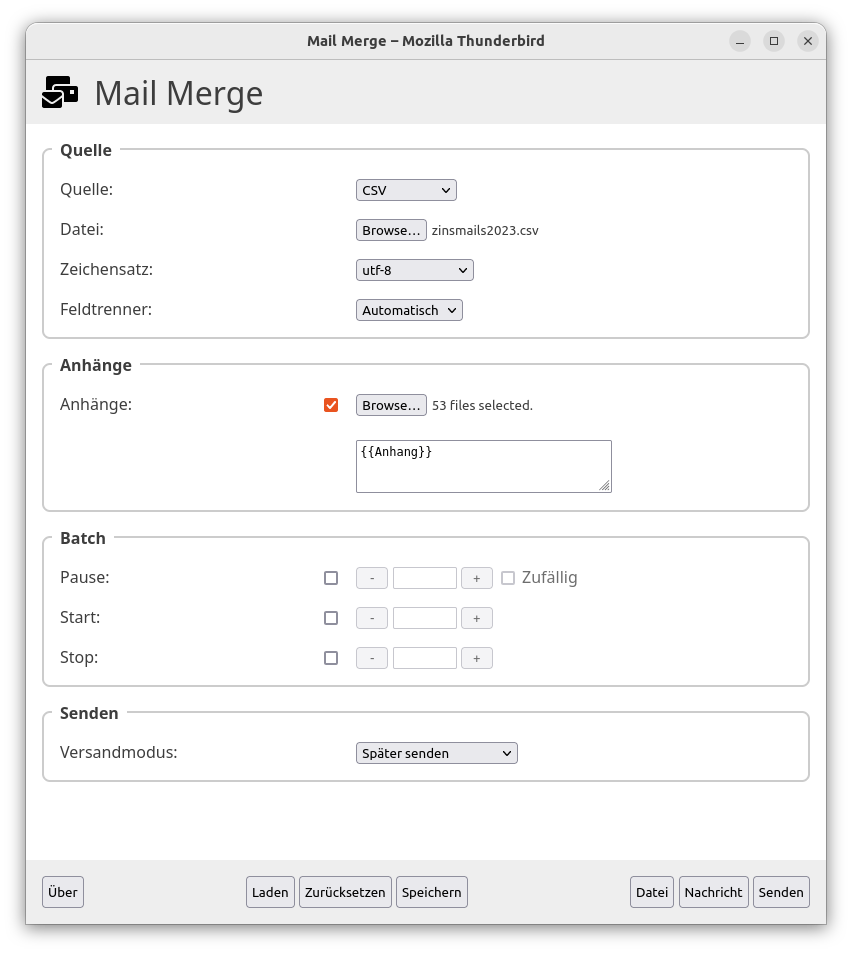 Mail Merge – Mozilla Thunderbird
Mail Merge
Quelle
Quelle: CSV
Datei: Browse… zinsmails2023.csv
Zeichensatz: utf-8
Feldtrenner: Automatisch
Anhänge
Anhänge: Browse… 53 files selected.
{{Anhang}}
Batch
Pause: - + Zufällig
Start: - +
Stop: - +
Senden
Versandmodus: Später senden
Über Laden Zurücksetzen Speichern Datei Nachricht Senden